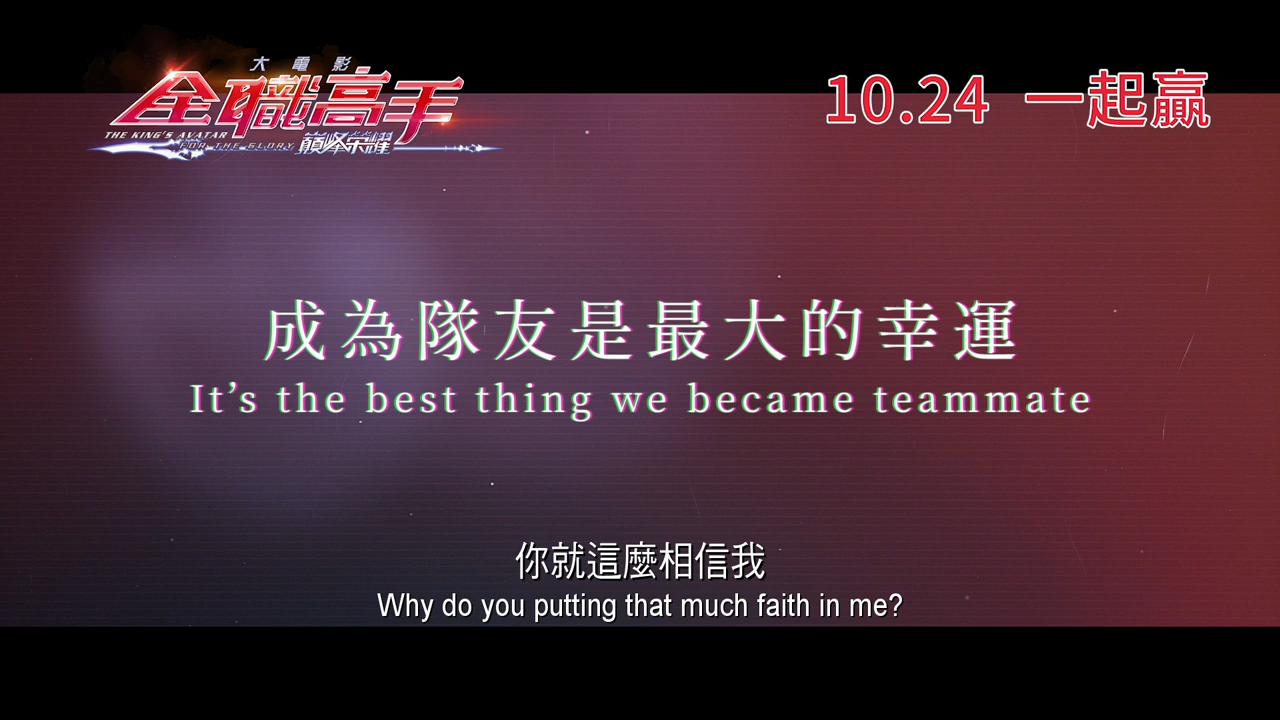 大電影
全職高手
THE KING'S AVATAR
FOR THE GLORY 巔峰榮耀
10.24 一起贏
成為隊友是最大的幸運
It's the best thing we became teammate
你就這麼相信我
Why do you putting that much faith in me?